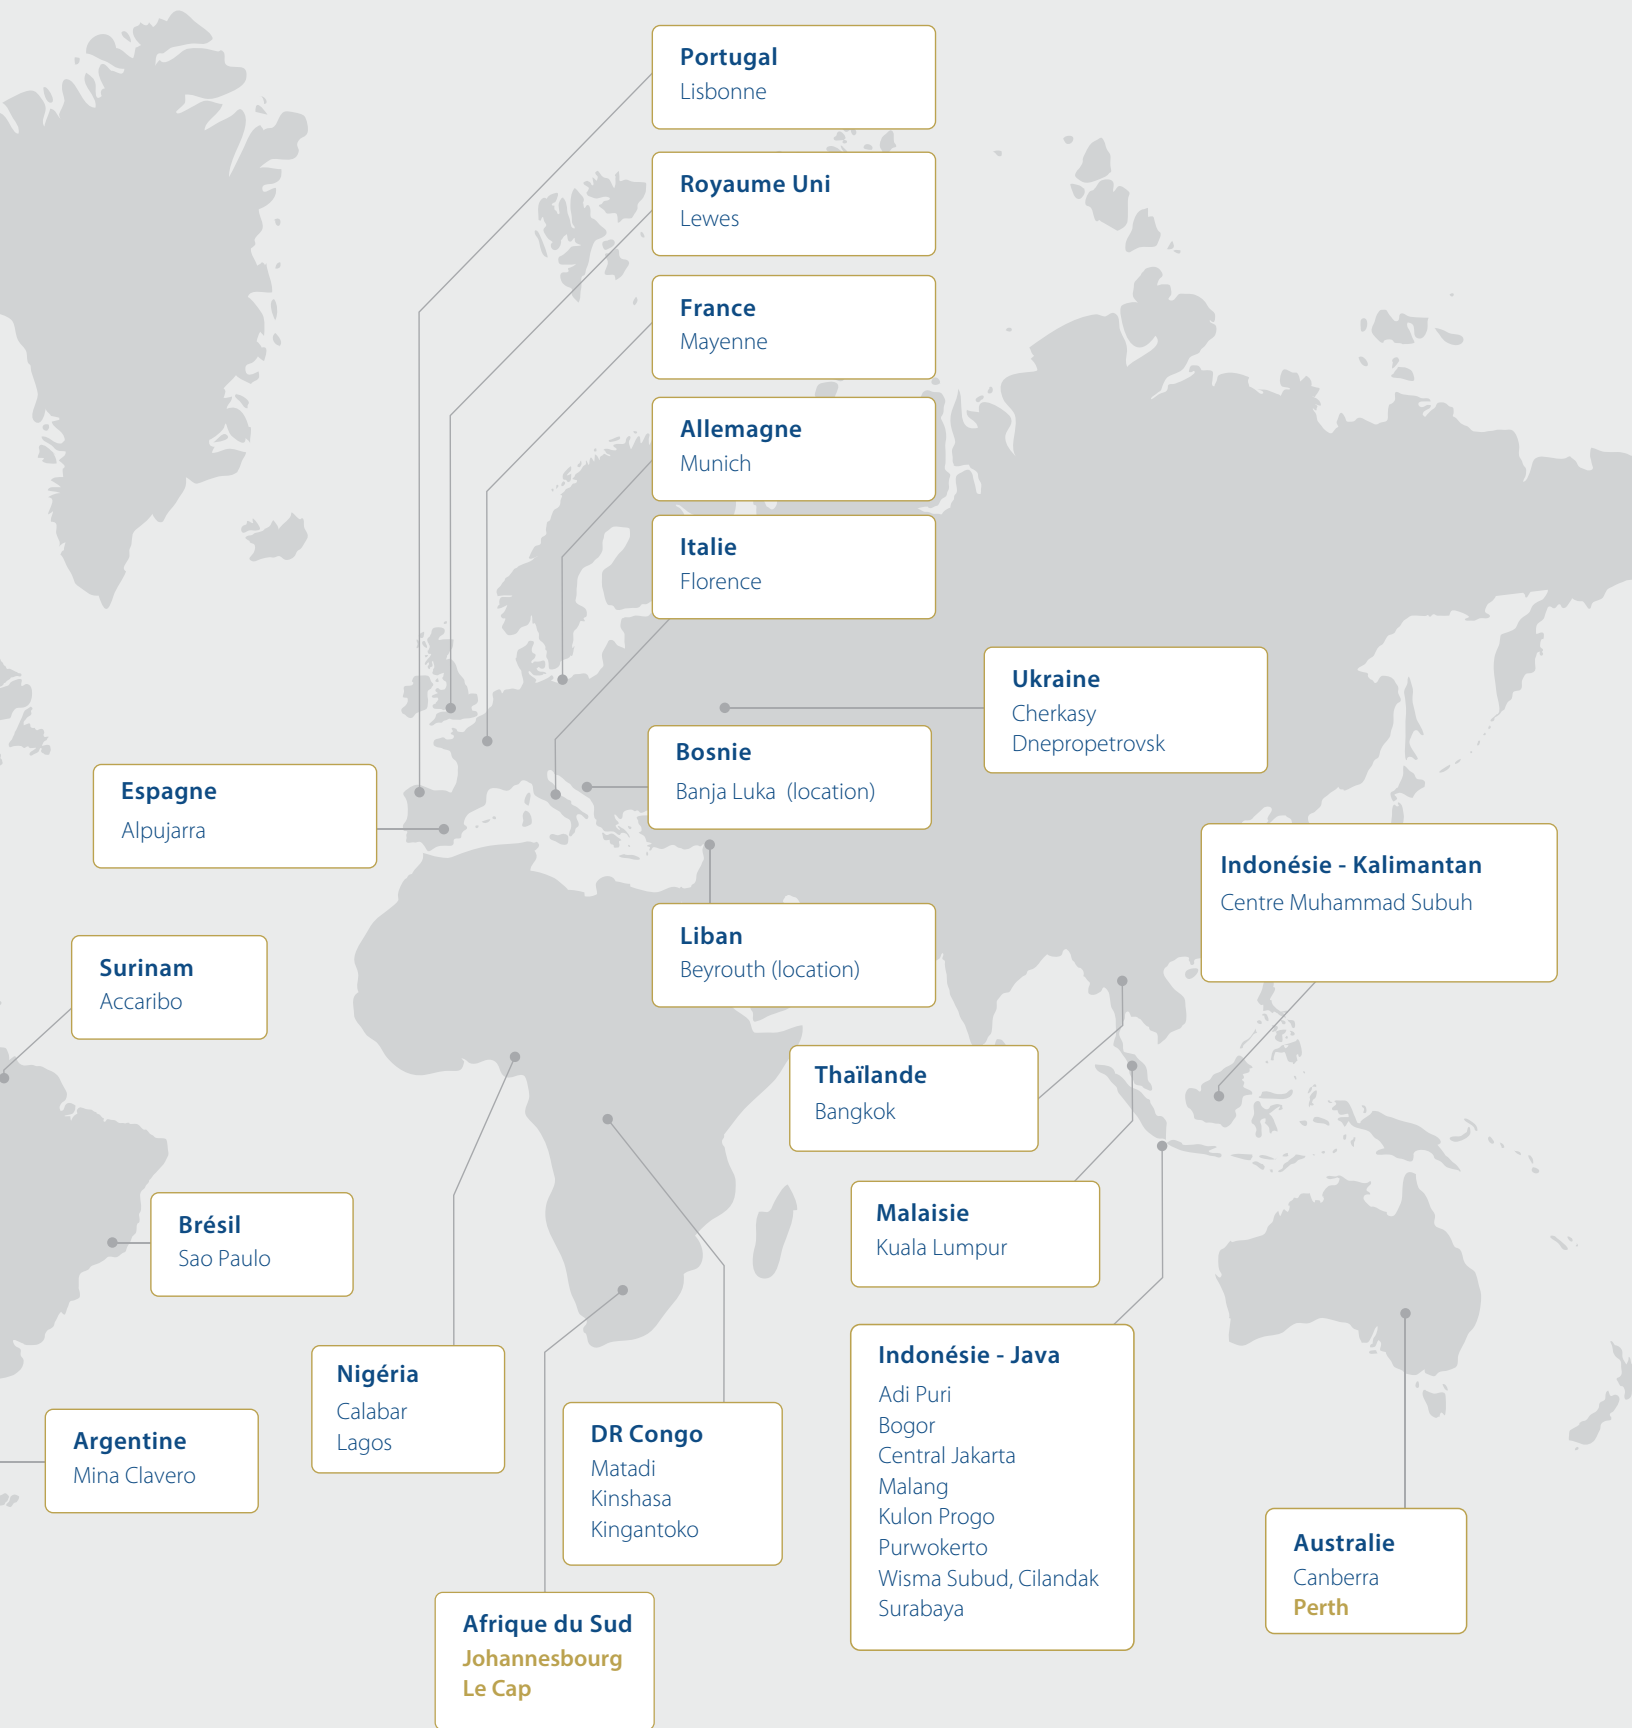 Portugal
Lisbonne
Royaume Uni
Lewes
France
Mayenne
Allemagne
Munich
Italie
Florence
Ukraine
Cherkasy
Dnepropetrovsk
Bosnie
Banja Luka  (location)
Espagne
Alpujarra
Indonésie - Kalimantan
Centre Muhammad Subuh
Liban
Beyrouth (location)
Surinam
Accaribo
Thaïlande
Bangkok
Malaisie
Kuala Lumpur
Brésil
Sao Paulo
Indonésie - Java
Adi Puri
Bogor
Central Jakarta
Malang
Kulon Progo
Purwokerto
Wisma Subud, Cilandak
Surabaya
Nigéria
Calabar
Lagos
DR Congo
Matadi
Kinshasa
Kingantoko
Argentine
Mina Clavero
Australie
Canberra
Perth
Afrique du Sud
Johannesbourg
Le Cap